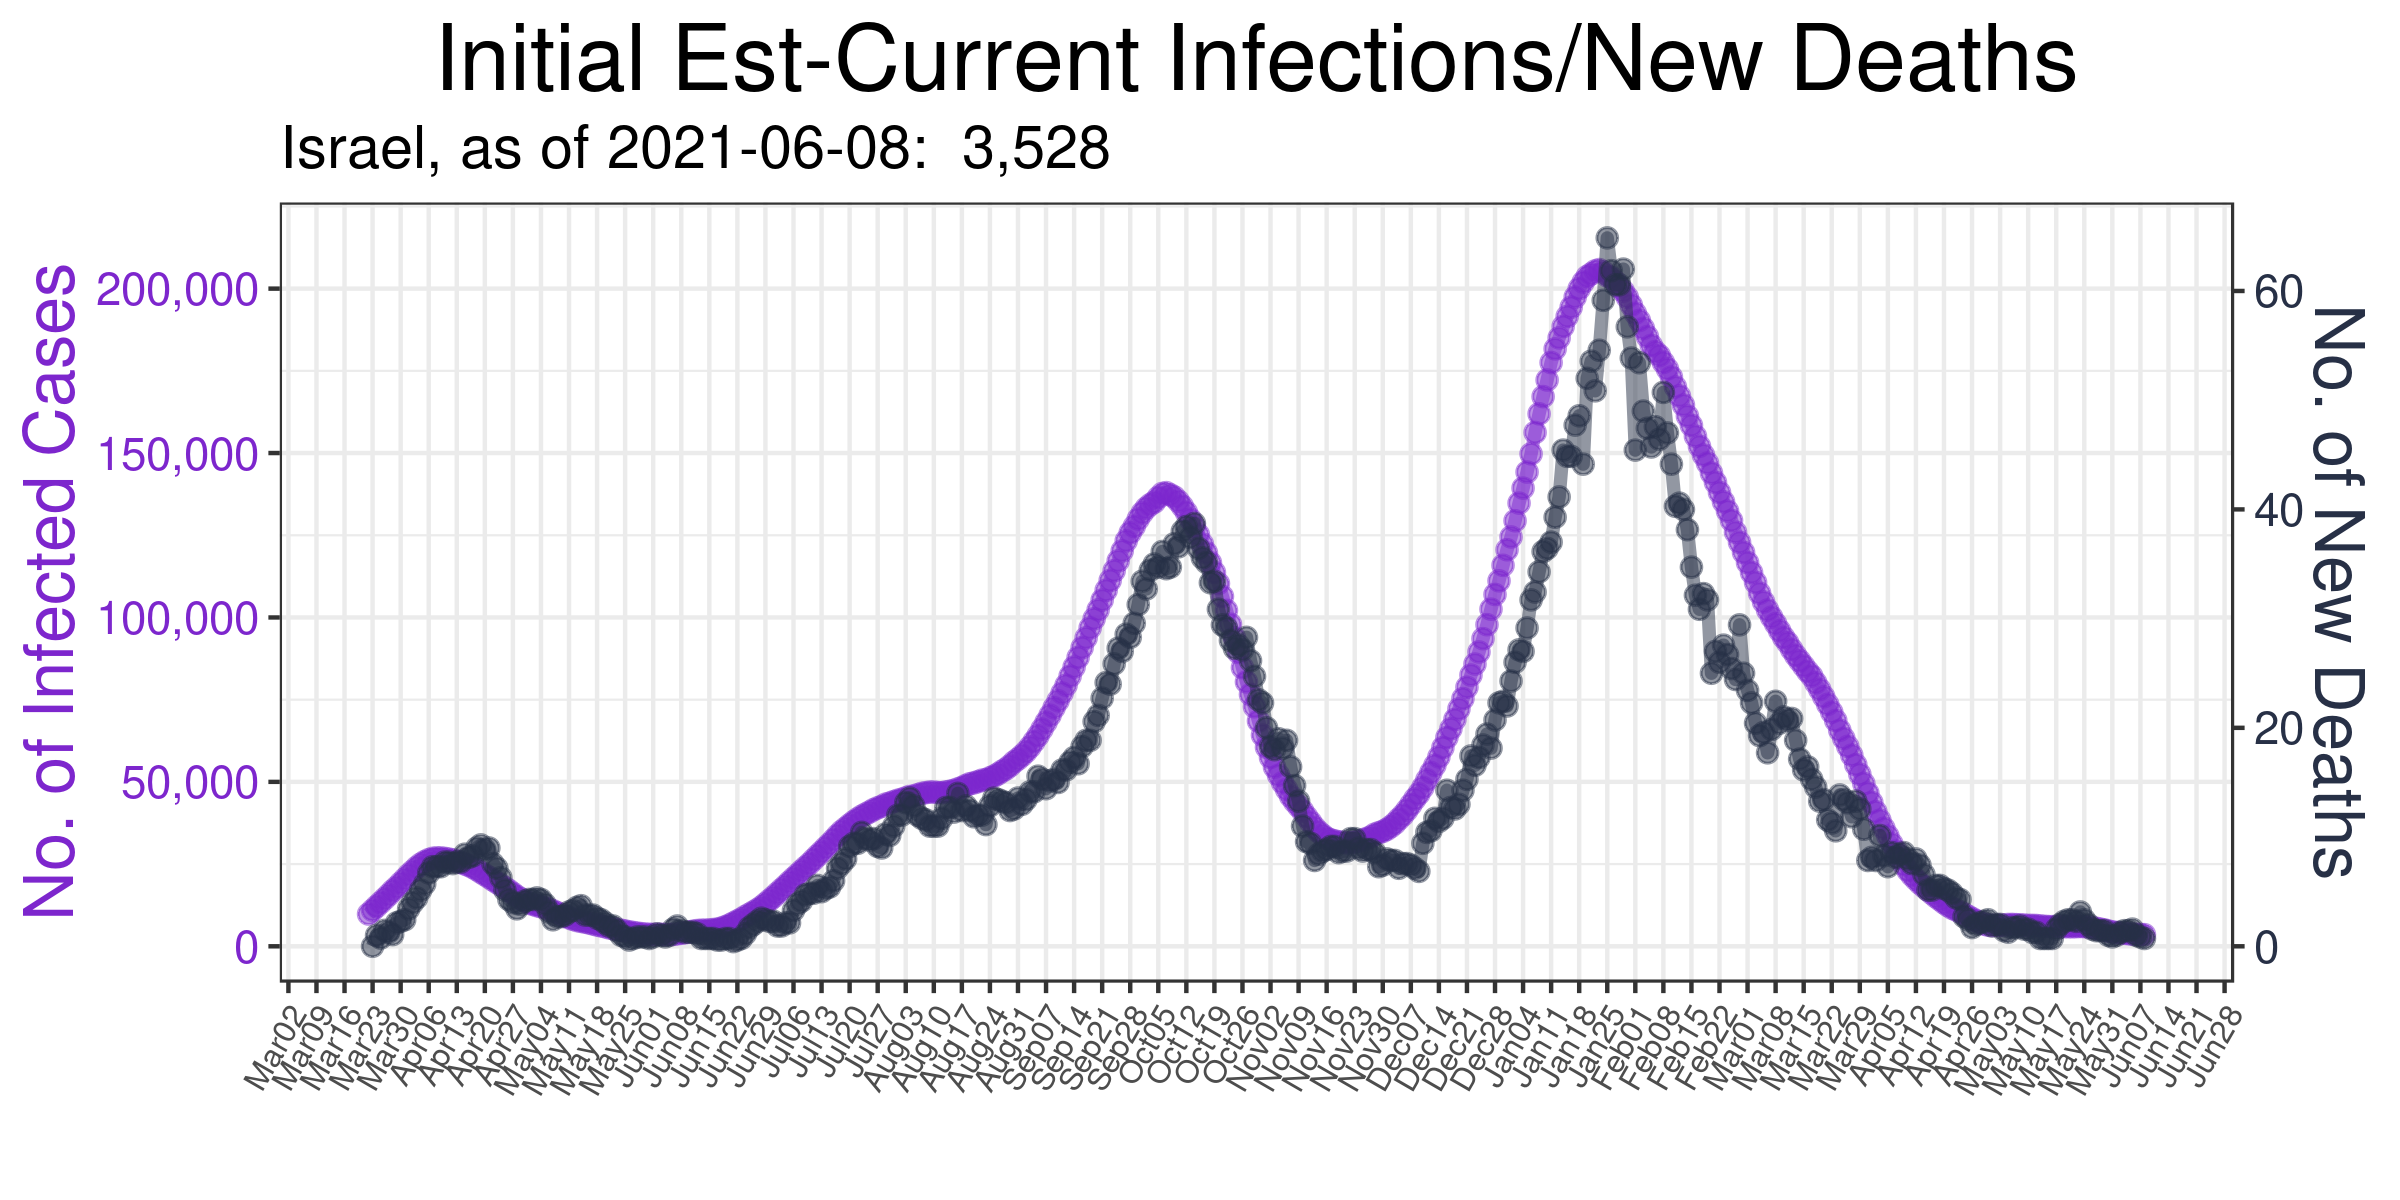 Initial Est-Current Infections/New Deaths
Israel, as of 2021-06-08:  3,528
No. of Infected Cases
200,000
150,000
100,000
50,000
0
60
40
20
0
No. of New Deaths
Mar02
Mar09
Mar16
Mar23
Mar30
Apr06
Apr13
Apr20
Apr27
May04
May11
May18
May25
Jun01
Jun08
Jun15
Jun22
Jun29
Jul06
Jul13
Jul20
Jul27
Aug03
Aug10
Aug17
Aug24
Aug31
Sep07
Sep14
Sep21
Sep28
Oct05
Oct12
Oct19
Oct26
Nov02
Nov09
Nov16
Nov23
Nov30
Dec07
Dec14
Dec21
Dec28
Jan04
Jan11
Jan18
Jan25
Feb01
Feb08
Feb15
Feb22
Mar01
Mar08
Mar15
Mar22
Mar29
Apr05
Apr12
Apr19
Apr26
May03
May10
May17
May24
May31
Jun07
Jun14
Jun21
Jun28